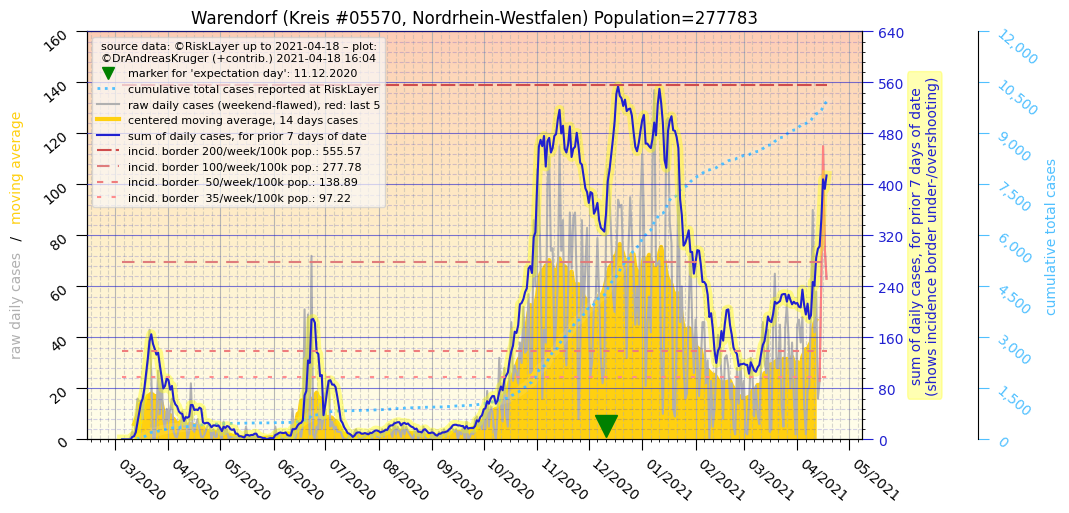 Warendorf (Kreis #05570, Nordrhein-Westfalen) Population=277783
source data: ©RiskLayer up to 2021-04-18 – plot:
©DrAndreasKruger (+contrib.) 2021-04-18 16:04
marker for 'expectation day': 11.12.2020
cumulative total cases reported at RiskLayer
raw daily cases (weekend-flawed), red: last 5
centered moving average, 14 days cases
sum of daily cases, for prior 7 days of date
incid. border 200/week/100k pop.: 555.57
incid. border 100/week/100k pop.: 277.78
incid. border  50/week/100k pop.: 138.89
incid. border  35/week/100k pop.: 97.22
raw daily cases / moving average
160
140
120
100
80
60
40
20
0
03/2020
04/2020
05/2020
06/2020
07/2020
08/2020
09/2020
10/2020
11/2020
12/2020
01/2021
02/2021
03/2021
04/2021
05/2021
640
560
480
400
320
240
160
80
0
sum of daily cases, for prior 7 days of date
(shows incidence border under-/overshooting)
12,000
10,500
9,000
7,500
6,000
4,500
3,000
1,500
0
cumulative total cases